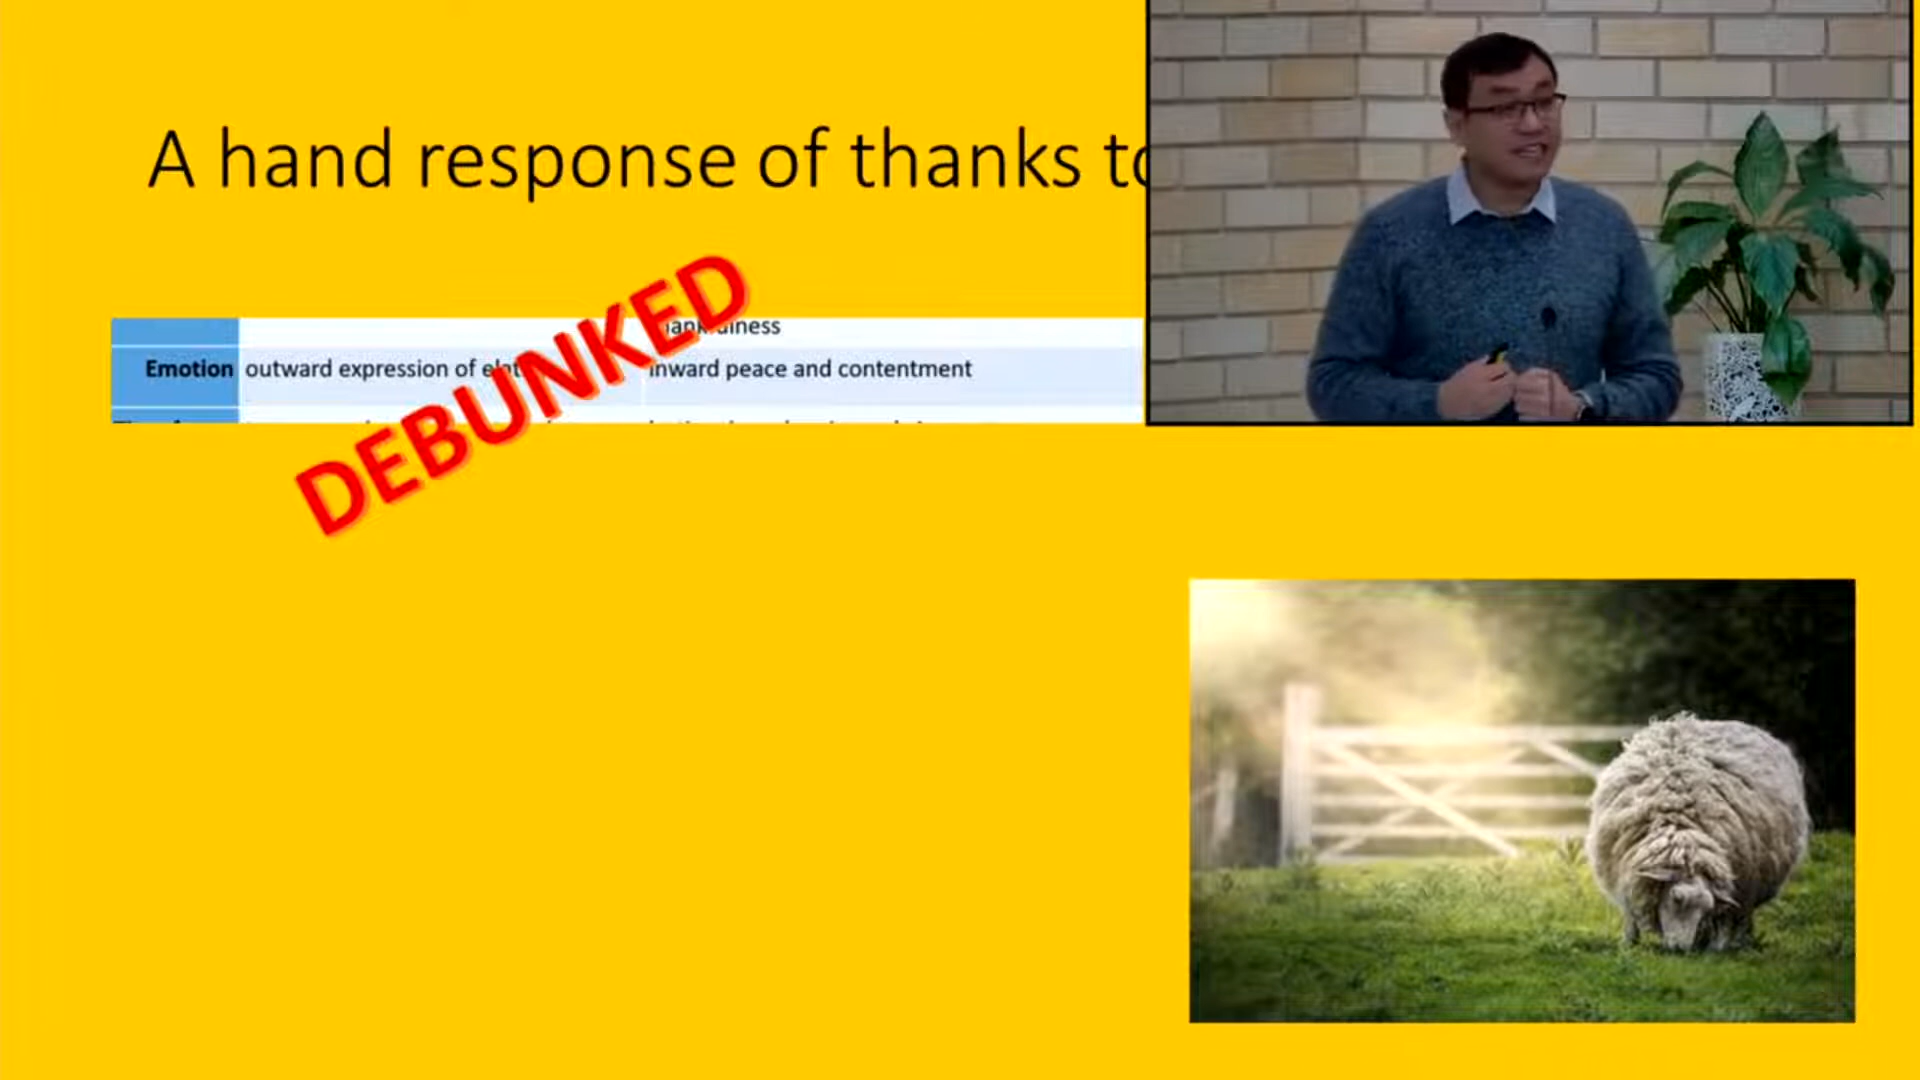 A hand response of thanks
DEBUNKED
Emotion outward expression of inward peace and contentment